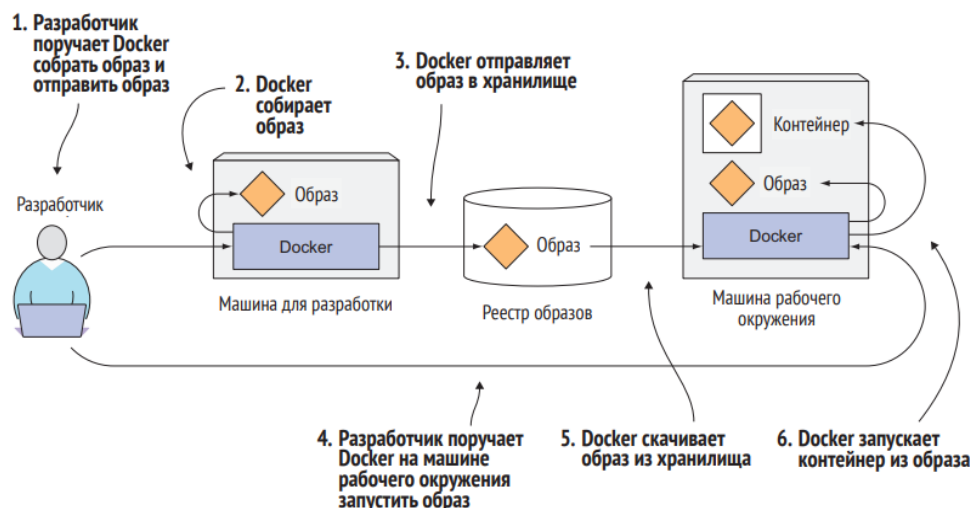 1. Разработчик
поручает Docker
собрать образ и
отправить образ
2. Docker
собирает
образ
3. Docker отправляет
образ в хранилище
Контейнер
Образ
Docker
Разработчик
Образ
Docker
Образ
Машина для разработки
Реестр образов
Машина рабочего
окружения
4. Разработчик поручает
Docker на машине
рабочего окружения
запустить образ
5. Docker скачивает
образ из хранилища
6. Docker запускает
контейнер из образа